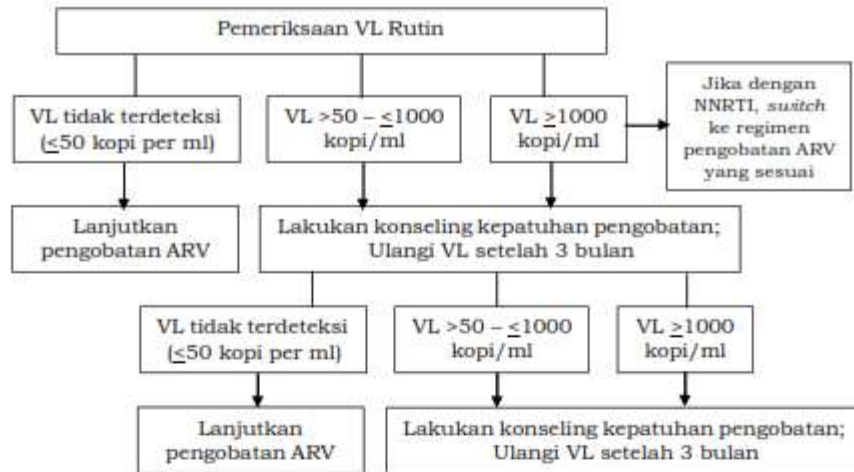 Pemeriksaan VL Rutin
VL tidak terdeteksi
(≤50 kopi per ml)
VL >50 – ≤1000
kopi/ml
VL ≥1000
kopi/ml
Jika dengan
NNRTI, switch
ke regimen
pengobatan ARV
yang sesuai
Lanjutkan
pengobatan ARV
Lakukan konseling kepatuhan pengobatan;
Ulangi VL setelah 3 bulan
VL tidak terdeteksi
(≤50 kopi per ml)
VL >50 – ≤1000
kopi/ml
VL ≥1000
kopi/ml
Lanjutkan
pengobatan ARV
Lakukan konseling kepatuhan pengobatan;
Ulangi VL setelah 3 bulan